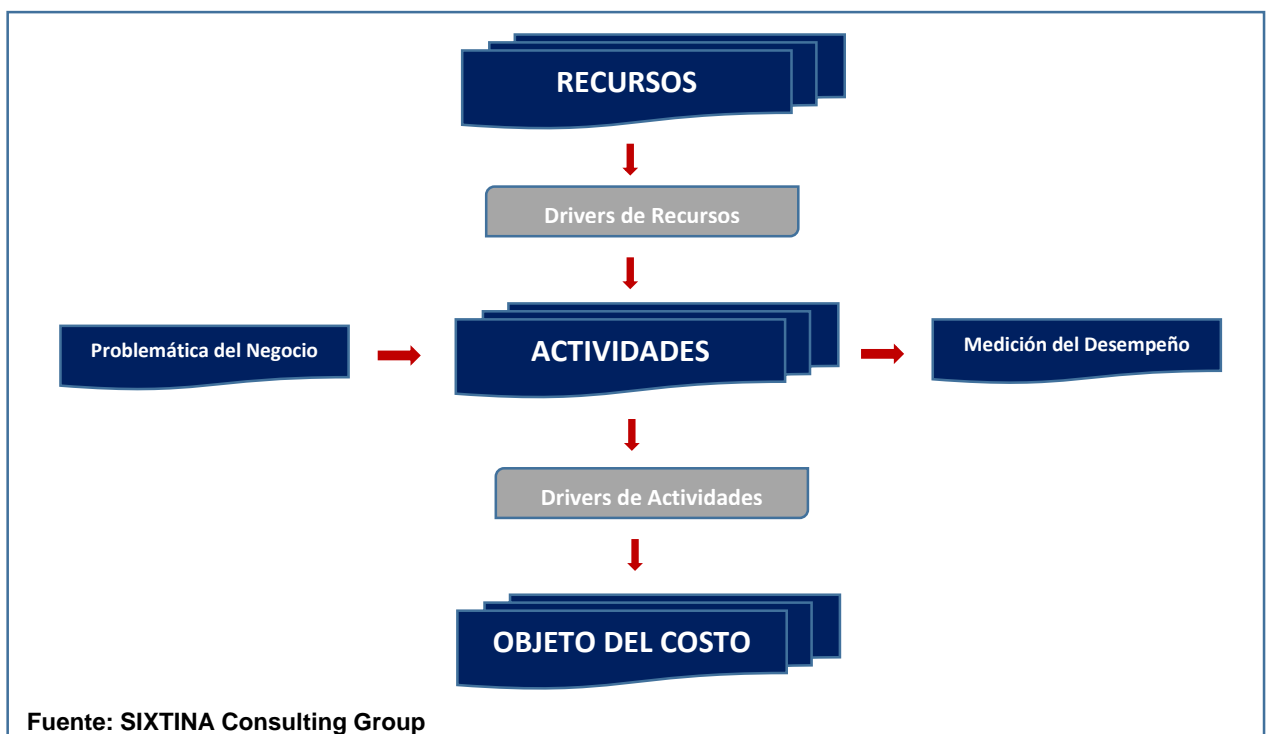 RECURSOS
Drivers de Recursos
Problemática del Negocio
ACTIVIDADES
Medición del Desempeño
Drivers de Actividades
OBJETO DEL COSTO
Fuente: SIXTINA Consulting Group